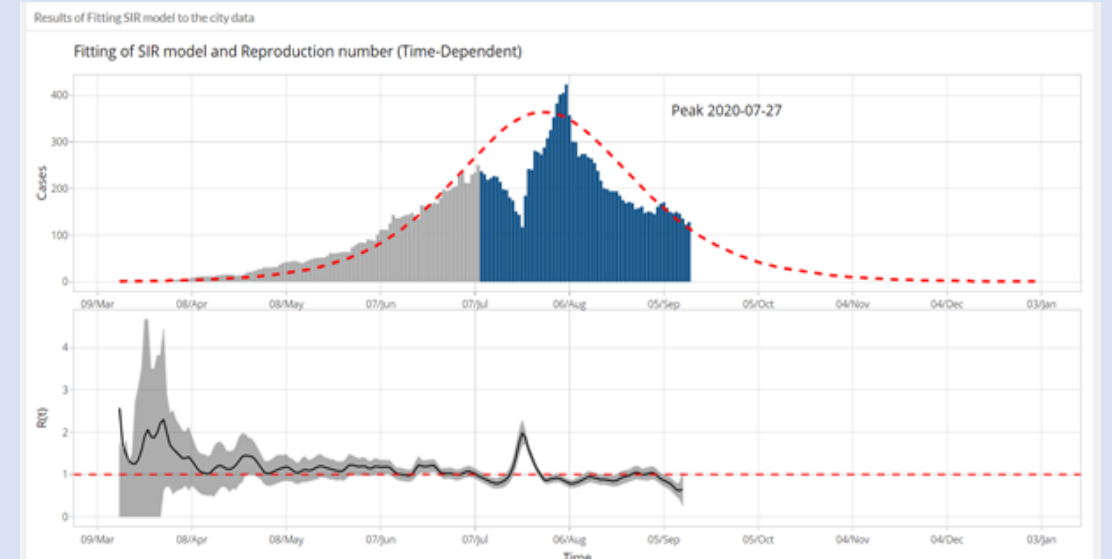 Results of Fitting SIR model to the city data
Fitting of SIR model and Reproduction number (Time-Dependent)
400
300
200
100
0
Cases
Peak 2020-07-27
09/Mar 08/Apr 08/May 07/Jun 07/Jul 06/Aug 05/Sep 05/Oct 04/Nov 04/Dec 03/Jan
4
3
2
1
0
R(t)
09/Mar 08/Apr 08/May 07/Jun 07/Jul 06/Aug 05/Sep 05/Oct 04/Nov 04/Dec 03/Jan
Time